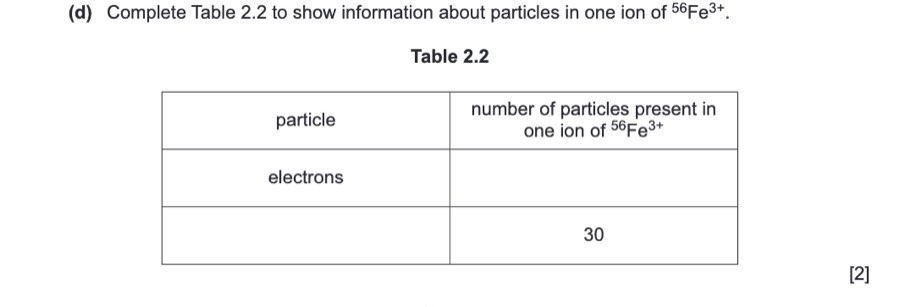 (d) Complete Table 2.2 to show information about particles in one ion of ⁵⁶Fe³⁺.
Table 2.2
particle
number of particles present in
one ion of ⁵⁶Fe³⁺
electrons
30
[2]